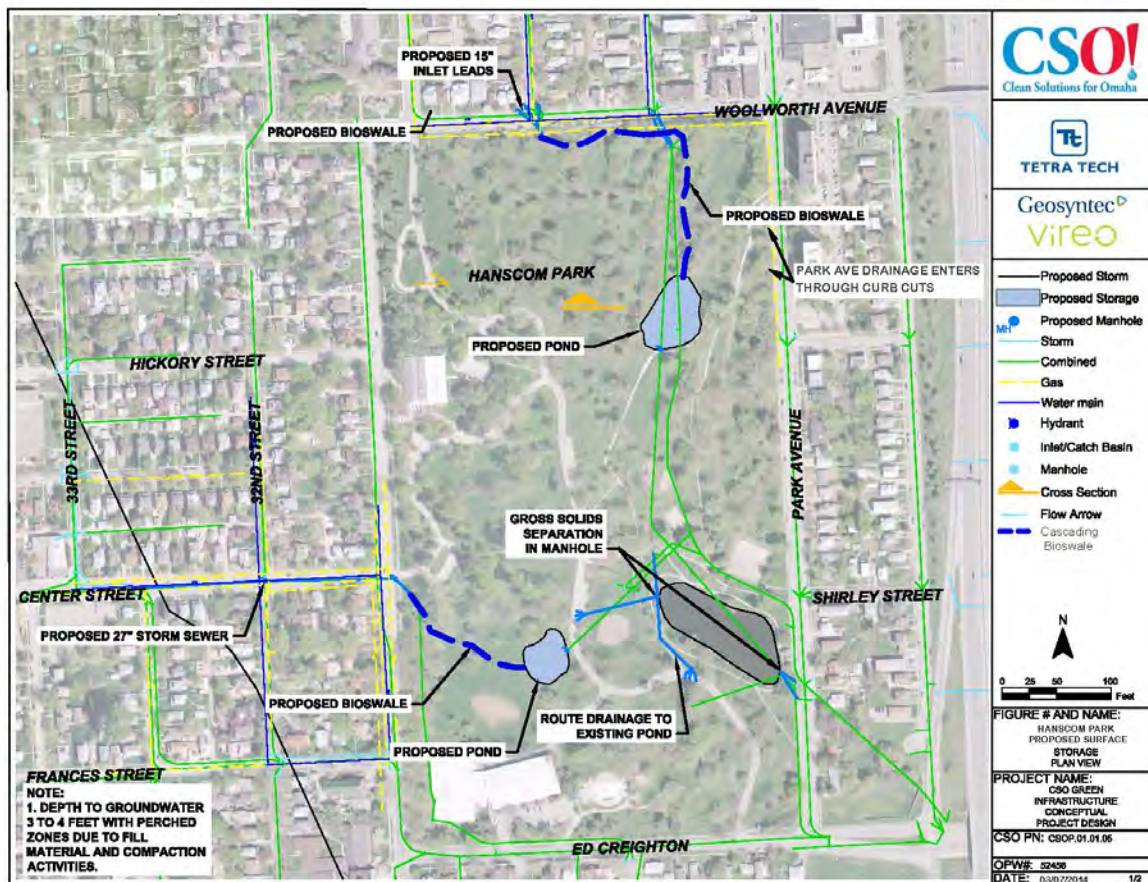 PROPOSED 15"
INLET LEADS
WOOLWORTH AVENUE
PROPOSED BIOSWALE
PROPOSED BIOSWALE
HANSCOM PARK
PARK AVE DRAINAGE ENTERS
THROUGH CURB CUTS
PROPOSED POND
HICKORY STREET
33RD STREET
32ND STREET
PARK AVENUE
GROSS SOLIDS
SEPARATION
IN MANHOLE
CENTER STREET
SHIRLEY STREET
PROPOSED 27" STORM SEWER
PROPOSED BIOSWALE
ROUTE DRAINAGE TO
EXISTING POND
PROPOSED POND
FRANCES STREET
NOTE:
1. DEPTH TO GROUNDWATER
3 TO 4 FEET WITH PERCHED
ZONES DUE TO FILL
MATERIAL AND COMPACTION
ACTIVITIES.
ED CREIGHTON
CSO!
Clean Solutions for Omaha
Tt
TETRA TECH
Geosyntec
vireo
Proposed Storm
Proposed Storage
MH
Proposed Manhole
Storm
Combined
Gas
Water main
Hydrant
Inlet/Catch Basin
Manhole
Cross Section
Flow Arrow
Cascading
Bioswale
N
0 25 50 100
Feet
FIGURE # AND NAME:
HANSCOM PARK
PROPOSED SURFACE
STORAGE
PLAN VIEW
PROJECT NAME:
CSO GREEN
INFRASTRUCTURE
CONCEPTUAL
PROJECT DESIGN
CSO PN: CSOP.01.01.05
OPW#: 52456
DATE: 03/07/2014 1/2